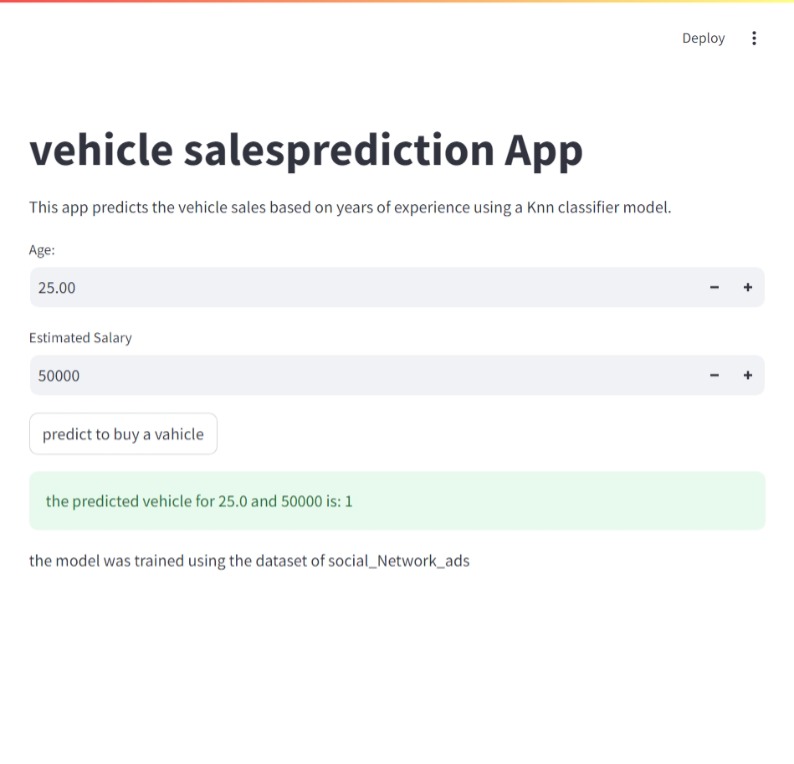 Deploy
vehicle salesprediction App
This app predicts the vehicle sales based on years of experience using a Knn classifier model.
Age:
25.00
Estimated Salary
50000
predict to buy a vahicle
the predicted vehicle for 25.0 and 50000 is: 1
the model was trained using the dataset of social_Network_ads